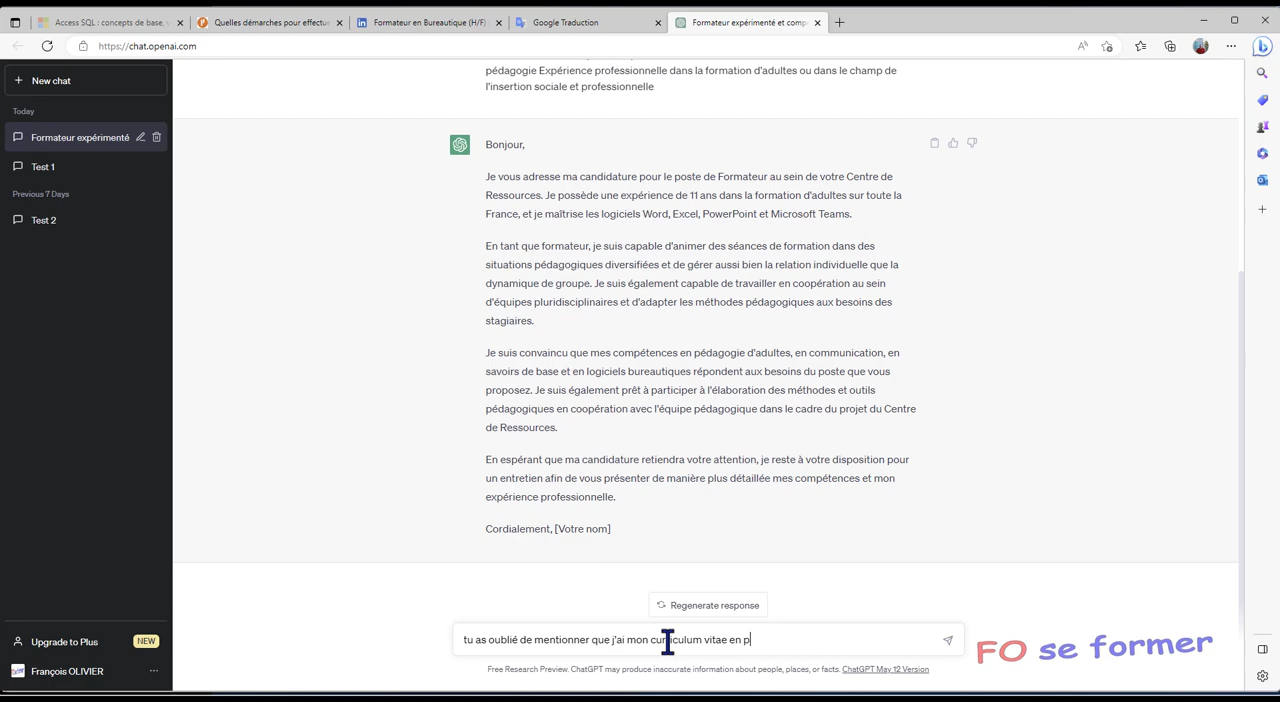 Access SQL : concepts de base, v
Quelles démarches pour effectue
Formateur en Bureautique (H/F)
Google Traduction
Formateur expérimenté et comp
https://chat.openai.com
New chat
Today
Formateur expérimenté
Test 1
Previous 7 Days
Test 2
pédagogie Expérience professionnelle dans la formation d'adultes ou dans le champ de
l'insertion sociale et professionnelle
Bonjour,
Je vous adresse ma candidature pour le poste de Formateur au sein de votre Centre de
Ressources. Je possède une expérience de 11 ans dans la formation d'adultes sur toute la
France, et je maîtrise les logiciels Word, Excel, PowerPoint et Microsoft Teams.
En tant que formateur, je suis capable d'animer des séances de formation dans des
situations pédagogiques diversifiées et de gérer aussi bien la relation individuelle que la
dynamique de groupe. Je suis également capable de travailler en coopération au sein
d'équipes pluridisciplinaires et d'adapter les méthodes pédagogiques aux besoins des
stagiaires.
Je suis convaincu que mes compétences en pédagogie d'adultes, en communication, en
savoirs de base et en logiciels bureautiques répondent aux besoins du poste que vous
proposez. Je suis également prêt à participer à l'élaboration des méthodes et outils
pédagogiques en coopération avec l'équipe pédagogique dans le cadre du projet du Centre
de Ressources.
En espérant que ma candidature retiendra votre attention, je reste à votre disposition pour
un entretien afin de vous présenter de manière plus détaillée mes compétences et mon
expérience professionnelle.
Cordialement, [Votre nom]
Regenerate response
tu as oublié de mentionner que j'ai mon curriculum vitae en p
Free Research Preview. ChatGPT may produce inaccurate information about people, places, or facts. ChatGPT May 12 Version
Upgrade to Plus
NEW
François OLIVIER
FO se former